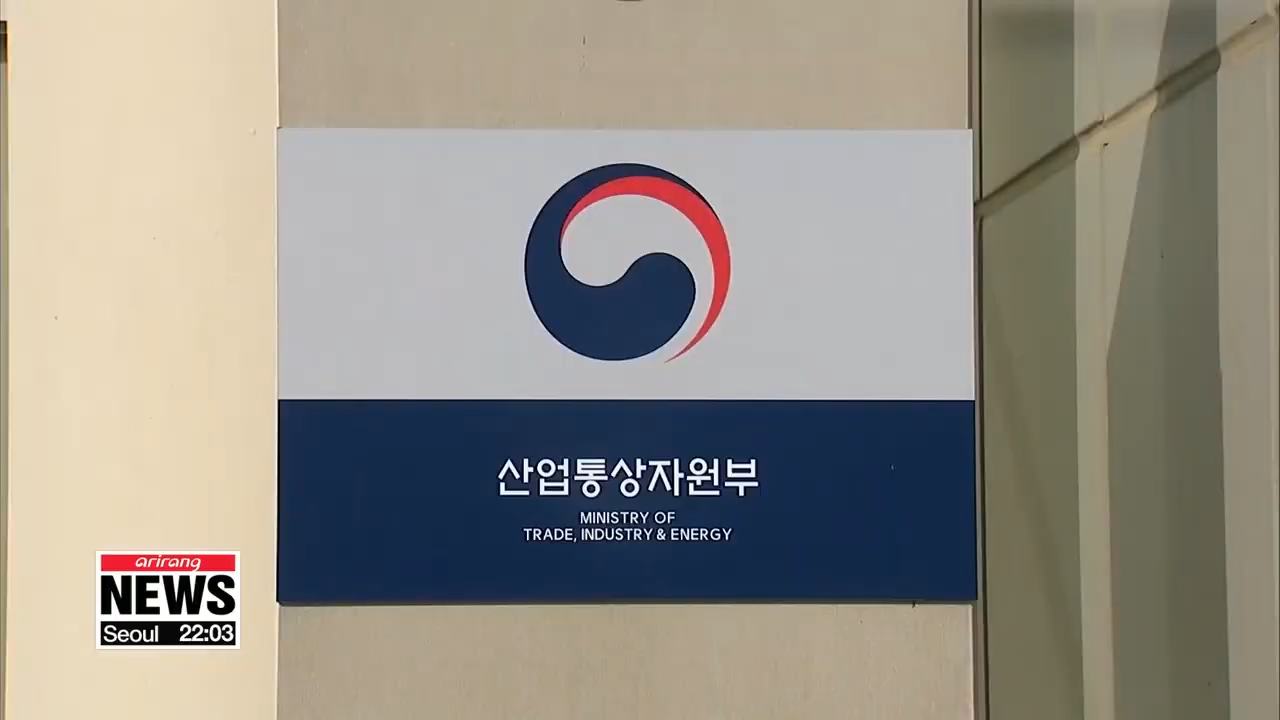 산업통상자원부
MINISTRY OF
TRADE, INDUSTRY & ENERGY
arirang
NEWS
Seoul 22:03